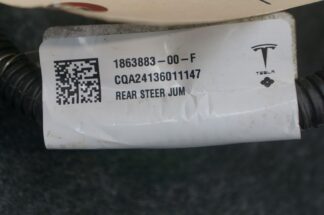 1863883-00-F
CQA24136011147
REAR STEER JUM
TESLA